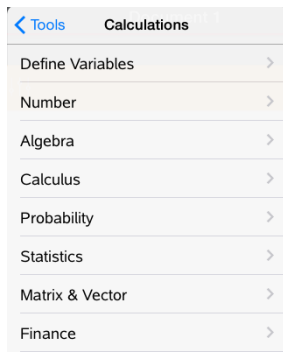 Tools Calculations
Define Variables
Number
Algebra
Calculus
Probability
Statistics
Matrix & Vector
Finance